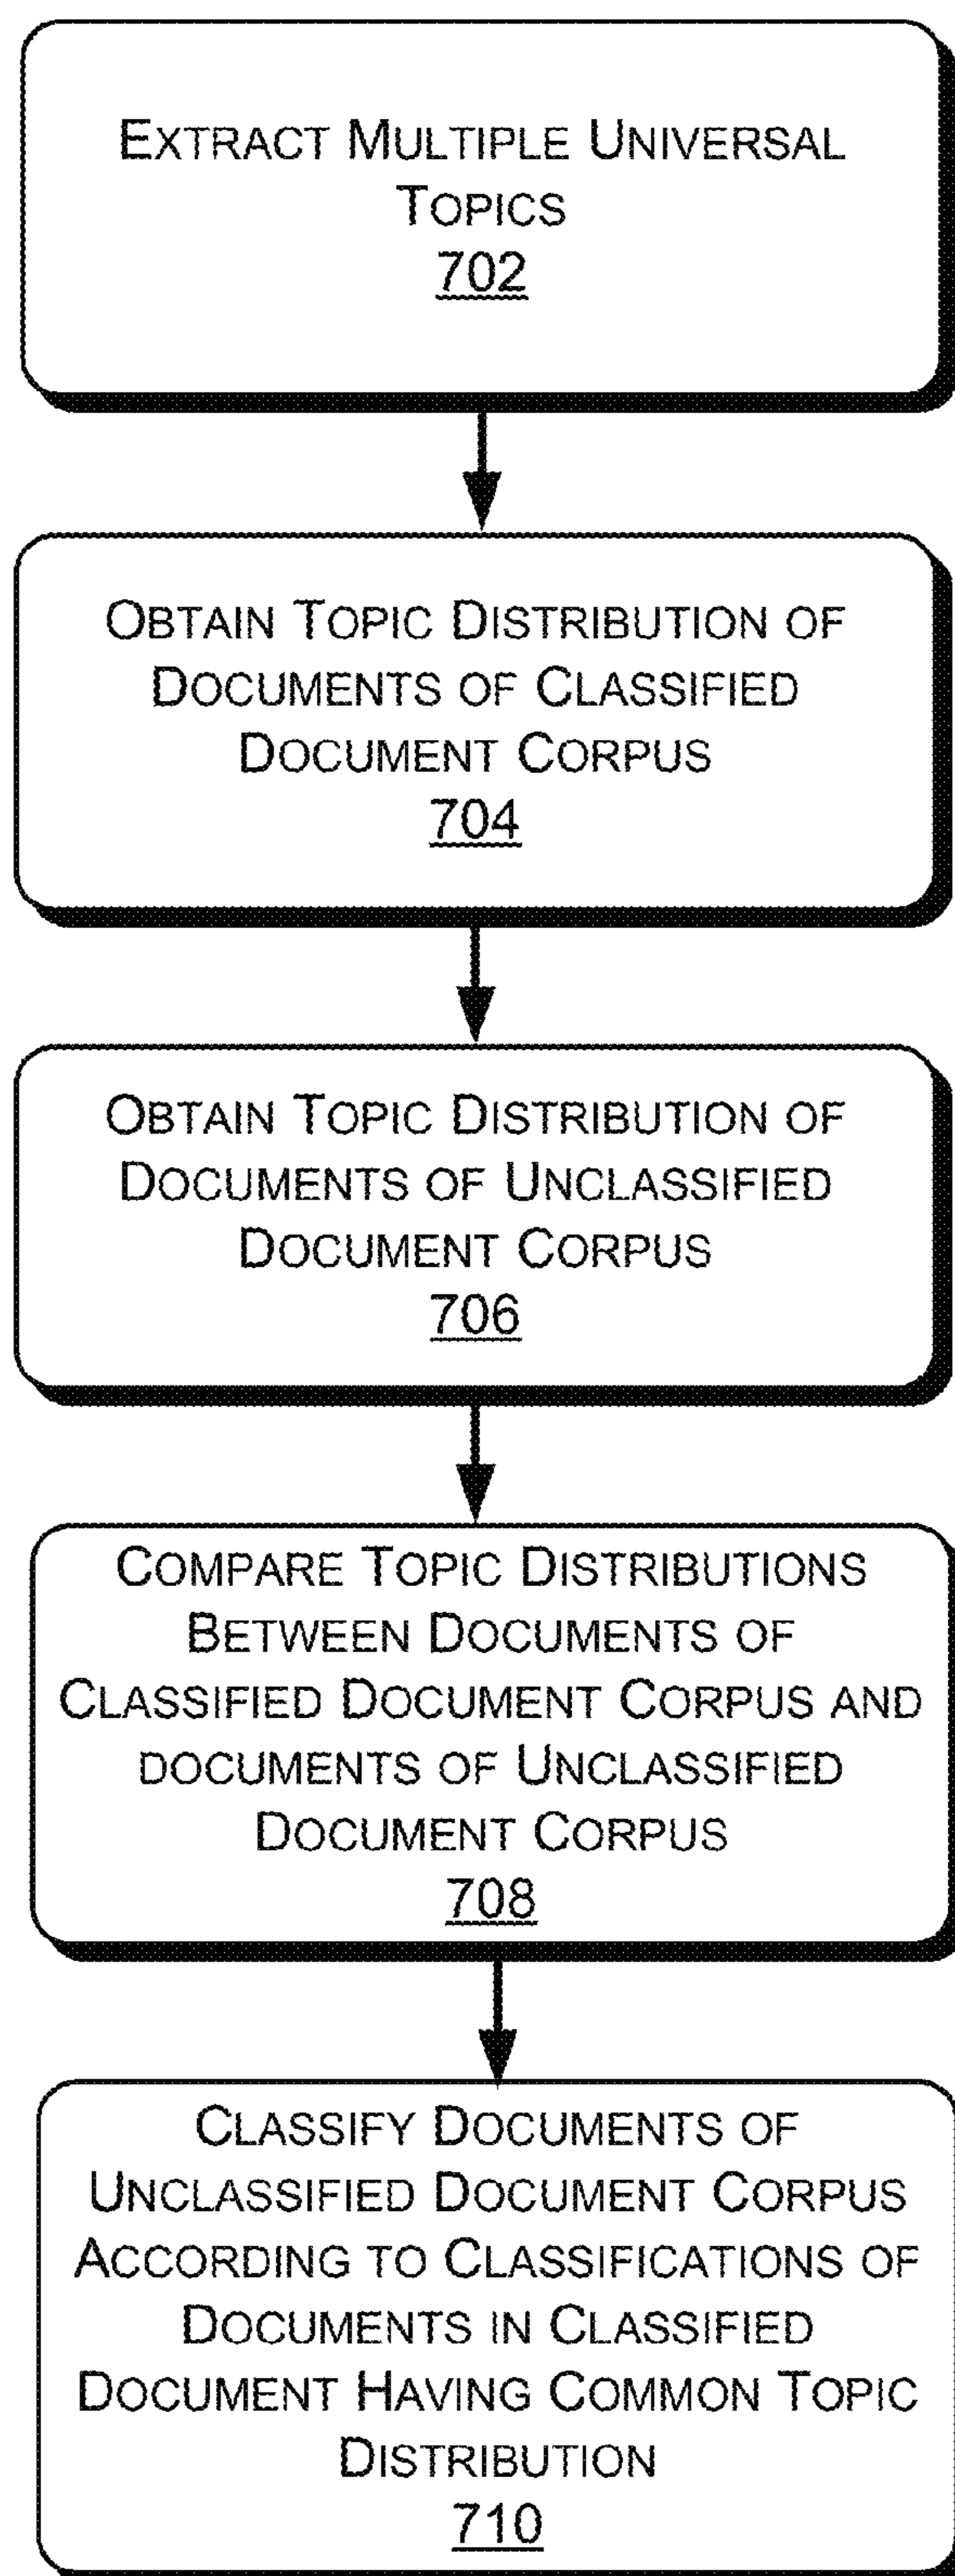 EXTRACT MULTIPLE UNIVERSAL
TOPICS
702
OBTAIN TOPIC DISTRIBUTION OF
DOCUMENTS OF CLASSIFIED
DOCUMENT CORPUS
704
OBTAIN TOPIC DISTRIBUTION OF
DOCUMENTS OF UNCLASSIFIED
DOCUMENT CORPUS
706
COMPARE TOPIC DISTRIBUTIONS
BETWEEN DOCUMENTS OF
CLASSIFIED DOCUMENT CORPUS AND
DOCUMENTS OF UNCLASSIFIED
DOCUMENT CORPUS
708
CLASSIFY DOCUMENTS OF
UNCLASSIFIED DOCUMENT CORPUS
ACCORDING TO CLASSIFICATIONS OF
DOCUMENTS IN CLASSIFIED
DOCUMENT HAVING COMMON TOPIC
DISTRIBUTION
710